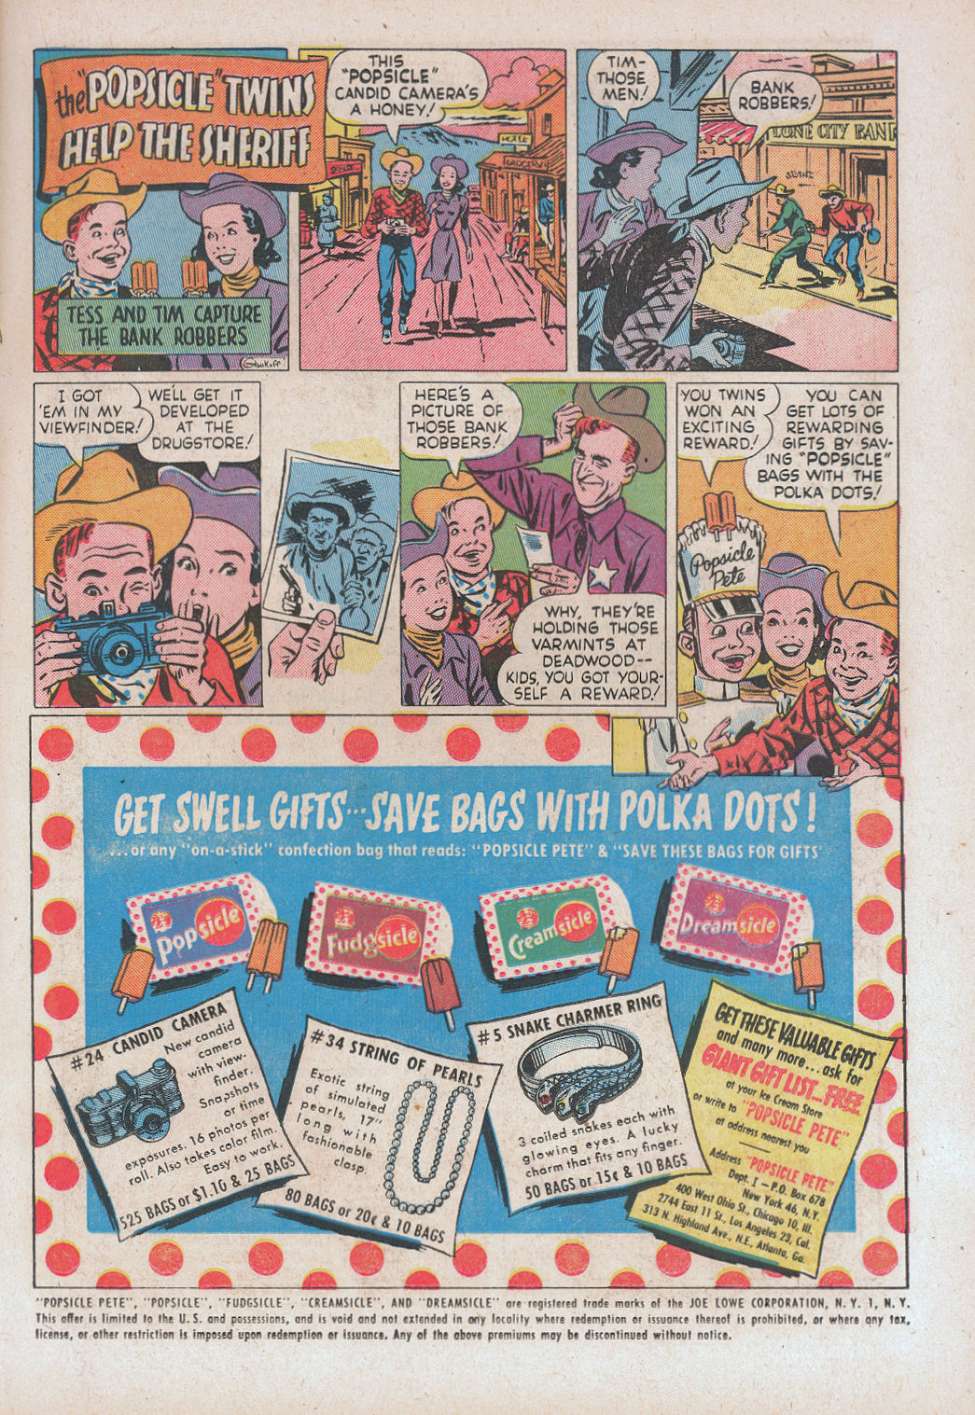 the "POPSICLE" TWINS
HELP THE SHERIFF
TESS AND TIM CAPTURE
THE BANK ROBBERS
THIS
"POPSICLE"
CANDID CAMERA'S
A HONEY!
HOTEL
GROCERY
TIM-
THOSE
MEN!
BANK
ROBBERS!
LONE CITY BANK
I GOT
'EM IN MY
VIEWFINDER!
WE'LL GET IT
DEVELOPED
AT THE
DRUGSTORE!
HERE'S A
PICTURE OF
THOSE BANK
ROBBERS!
WHY, THEY'RE
HOLDING THOSE
VARMINTS AT
DEADWOOD--
KIDS, YOU GOT YOUR-
SELF A REWARD!
YOU TWINS
WON AN
EXCITING
REWARD!
YOU CAN
GET LOTS OF
REWARDING
GIFTS BY SAV-
ING "POPSICLE"
BAGS WITH THE
POLKA DOTS!
Popsicle
Pete
GET SWELL GIFTS...SAVE BAGS WITH POLKA DOTS!
...or any "on-a-stick" confection bag that reads: "POPSICLE PETE" & "SAVE THESE BAGS FOR GIFTS"
Popsicle
Fudgsicle
Creamsicle
Dreamsicle
#24 CANDID CAMERA
New candid
camera
with view-
finder.
Snapshots
or time
exposures. 16 photos per
roll. Also takes color film.
Easy to work.
525 BAGS or $1.10 & 25 BAGS
#34 STRING OF PEARLS
Exotic string
of simulated
pearls, 17"
long with
fashionable
clasp.
80 BAGS or 20¢ & 10 BAGS
#5 SNAKE CHARMER RING
3 coiled snakes each with
glowing eyes. A lucky
charm that fits any finger.
50 BAGS or 15¢ & 10 BAGS
GET THESE VALUABLE GIFTS
and many more...ask for
GIANT GIFT LIST...FREE
at your Ice Cream Store
or write to "POPSICLE PETE"
at address nearest you
Address "POPSICLE PETE"
Dept. I - P.O. Box 678
New York 46, N.Y.
400 West Ohio St., Chicago 10, Ill.
2744 East 11 St., Los Angeles 23, Cal.
313 N. Highland Ave., N.E., Atlanta, Ga.
"POPSICLE PETE", "POPSICLE", "FUDGSICLE", "CREAMSICLE", AND "DREAMSICLE" are registered trade marks of the JOE LOWE CORPORATION, N. Y. 1, N. Y.
This offer is limited to the U. S. and possessions, and is void and not extended in any locality where redemption or issuance thereof is prohibited, or where any tax,
license, or other restriction is imposed upon redemption or issuance. Any of the above premiums may be discontinued without notice.